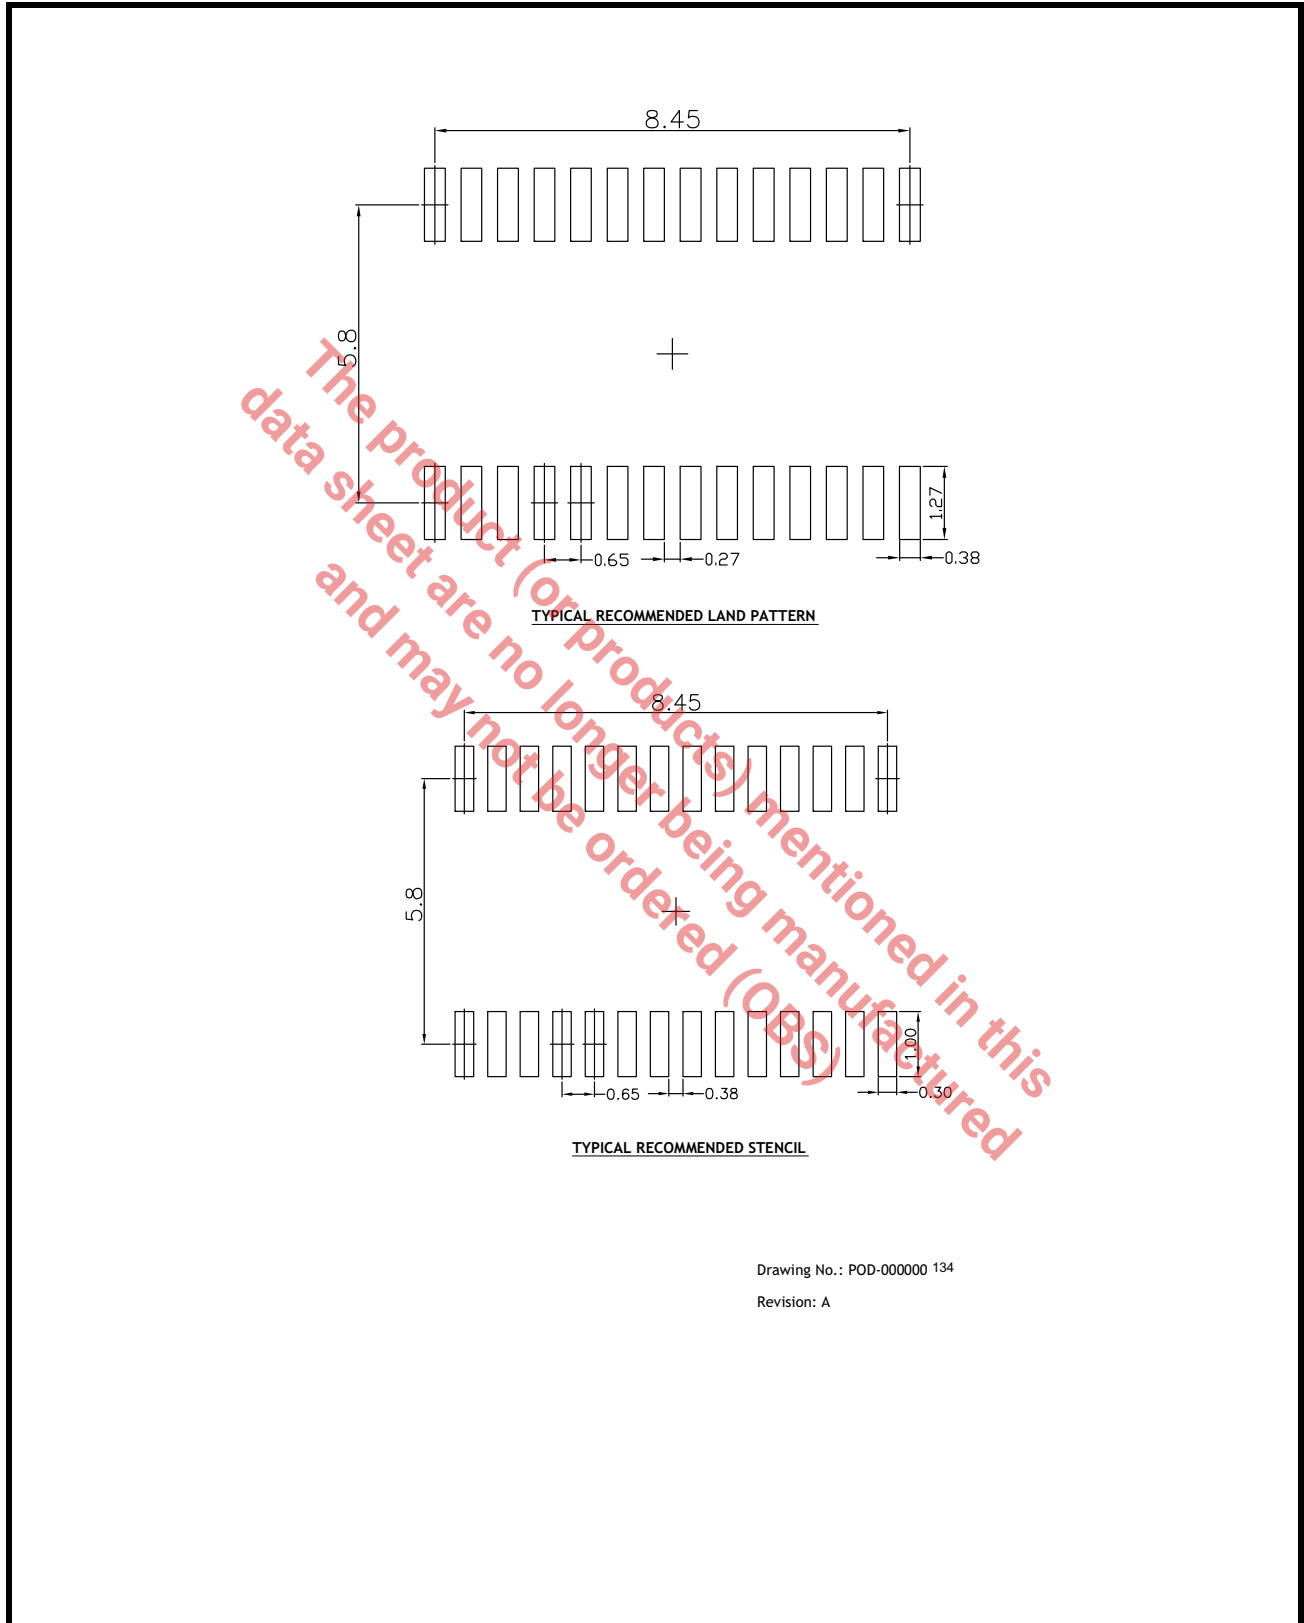 8.45
5.8
1.27
0.65
0.27
0.38
TYPICAL RECOMMENDED LAND PATTERN
8.45
5.8
1.00
0.65
0.38
0.30
TYPICAL RECOMMENDED STENCIL
The product (or products) mentioned in this
data sheet are no longer being manufactured
and may not be ordered (OBS)
Drawing No.: POD-000000 134
Revision: A